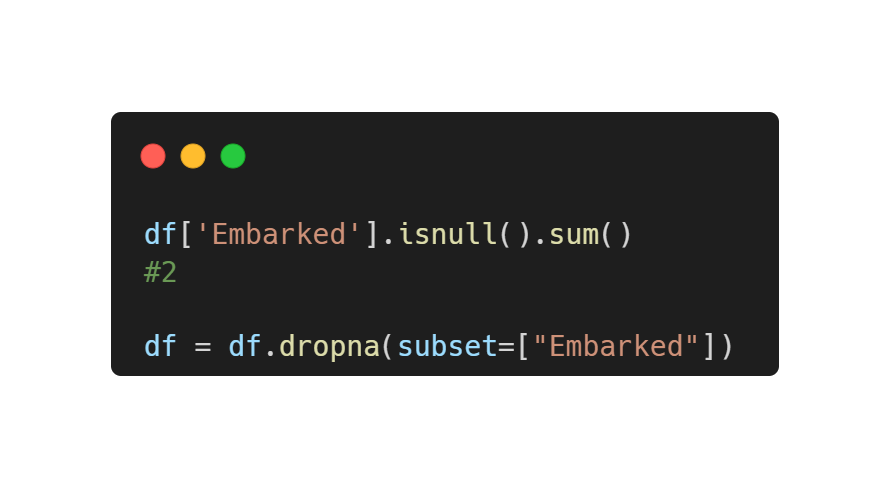 df['Embarked'].isnull().sum()
#2
df = df.dropna(subset=["Embarked"])